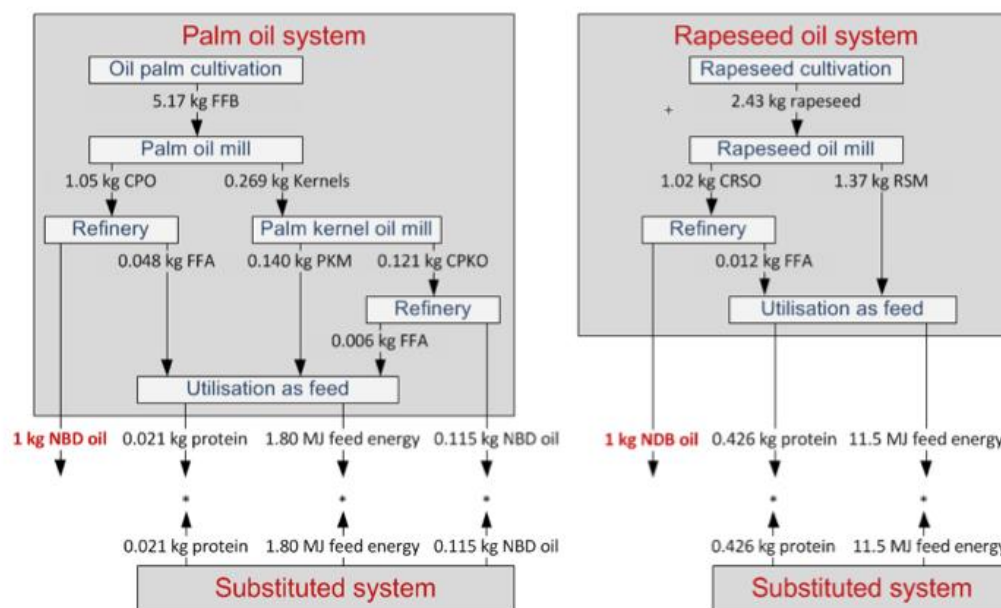 Palm oil system
Oil palm cultivation
5.17 kg FFB
Palm oil mill
1.05 kg CPO 0.269 kg Kernels
Refinery Palm kernel oil mill
0.048 kg FFA 0.140 kg PKM 0.121 kg CPKO
Refinery
0.006 kg FFA
Utilisation as feed
1 kg NBD oil 0.021 kg protein 1.80 MJ feed energy 0.115 kg NBD oil
* * *
0.021 kg protein 1.80 MJ feed energy 0.115 kg NBD oil
Substituted system
Rapeseed oil system
Rapeseed cultivation
2.43 kg rapeseed
Rapeseed oil mill
1.02 kg CRSO 1.37 kg RSM
Refinery
0.012 kg FFA
Utilisation as feed
1 kg NDB oil 0.426 kg protein 11.5 MJ feed energy
* *
0.426 kg protein 11.5 MJ feed energy
Substituted system